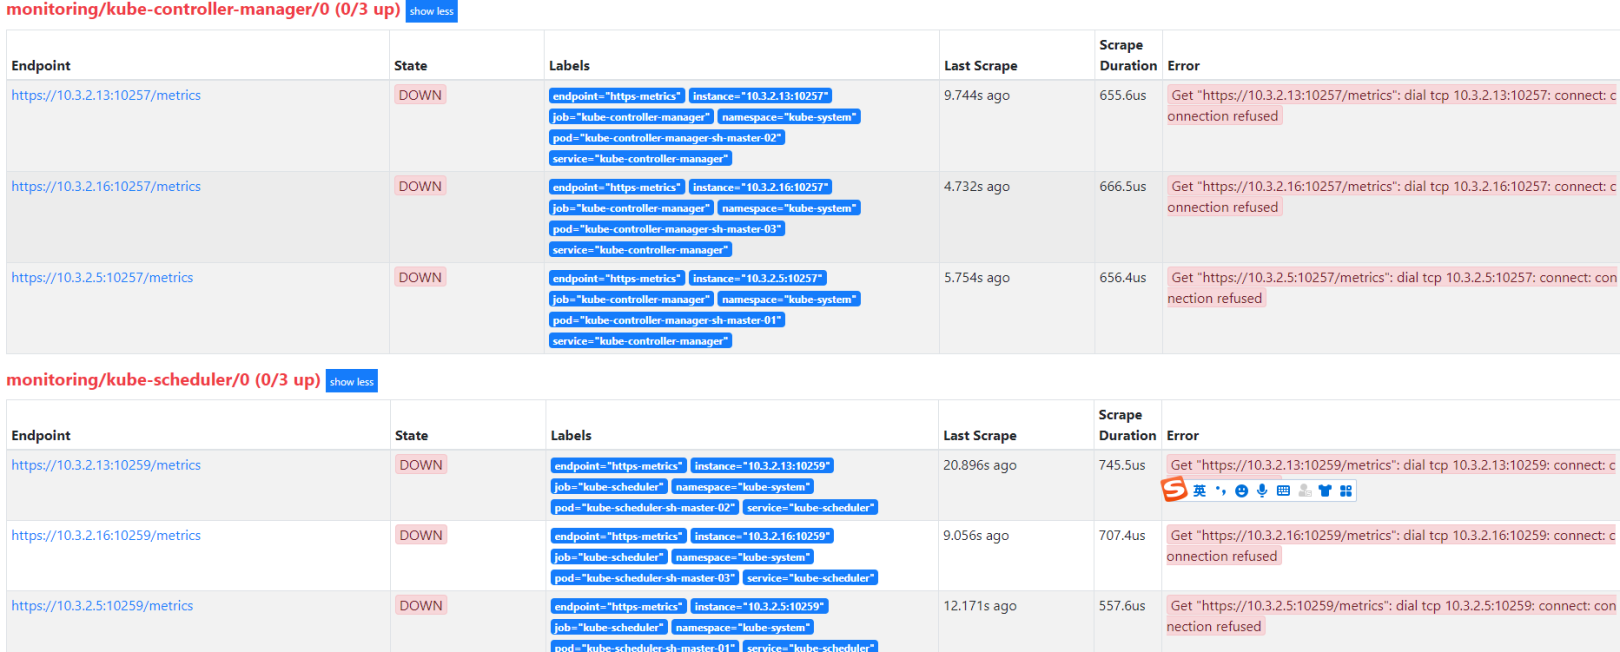 monitoring/kube-controller-manager/0 (0/3 up) show less
Endpoint State Labels Last Scrape Scrape Duration Error
https://10.3.2.13:10257/metrics DOWN endpoint="https-metrics" instance="10.3.2.13:10257" 9.744s ago 655.6us Get "https://10.3.2.13:10257/metrics": dial tcp 10.3.2.13:10257: connect: c
job="kube-controller-manager" namespace="kube-system" onnection refused
pod="kube-controller-manager-sh-master-02"
service="kube-controller-manager"
https://10.3.2.16:10257/metrics DOWN endpoint="https-metrics" instance="10.3.2.16:10257" 4.732s ago 666.5us Get "https://10.3.2.16:10257/metrics": dial tcp 10.3.2.16:10257: connect: c
job="kube-controller-manager" namespace="kube-system" onnection refused
pod="kube-controller-manager-sh-master-03"
service="kube-controller-manager"
https://10.3.2.5:10257/metrics DOWN endpoint="https-metrics" instance="10.3.2.5:10257" 5.754s ago 656.4us Get "https://10.3.2.5:10257/metrics": dial tcp 10.3.2.5:10257: connect: con
job="kube-controller-manager" namespace="kube-system" nection refused
pod="kube-controller-manager-sh-master-01"
service="kube-controller-manager"
monitoring/kube-scheduler/0 (0/3 up) show less
Endpoint State Labels Last Scrape Scrape Duration Error
https://10.3.2.13:10259/metrics DOWN endpoint="https-metrics" instance="10.3.2.13:10259" 20.896s ago 745.5us Get "https://10.3.2.13:10259/metrics": dial tcp 10.3.2.13:10259: connect: c
job="kube-scheduler" namespace="kube-system" S 英
pod="kube-scheduler-sh-master-02" service="kube-scheduler"
https://10.3.2.16:10259/metrics DOWN endpoint="https-metrics" instance="10.3.2.16:10259" 9.056s ago 707.4us Get "https://10.3.2.16:10259/metrics": dial tcp 10.3.2.16:10259: connect: c
job="kube-scheduler" namespace="kube-system" onnection refused
pod="kube-scheduler-sh-master-03" service="kube-scheduler"
https://10.3.2.5:10259/metrics DOWN endpoint="https-metrics" instance="10.3.2.5:10259" 12.171s ago 557.6us Get "https://10.3.2.5:10259/metrics": dial tcp 10.3.2.5:10259: connect: con
job="kube-scheduler" namespace="kube-system" nection refused
pod="kube-scheduler-sh-master-01" service="kube-scheduler"